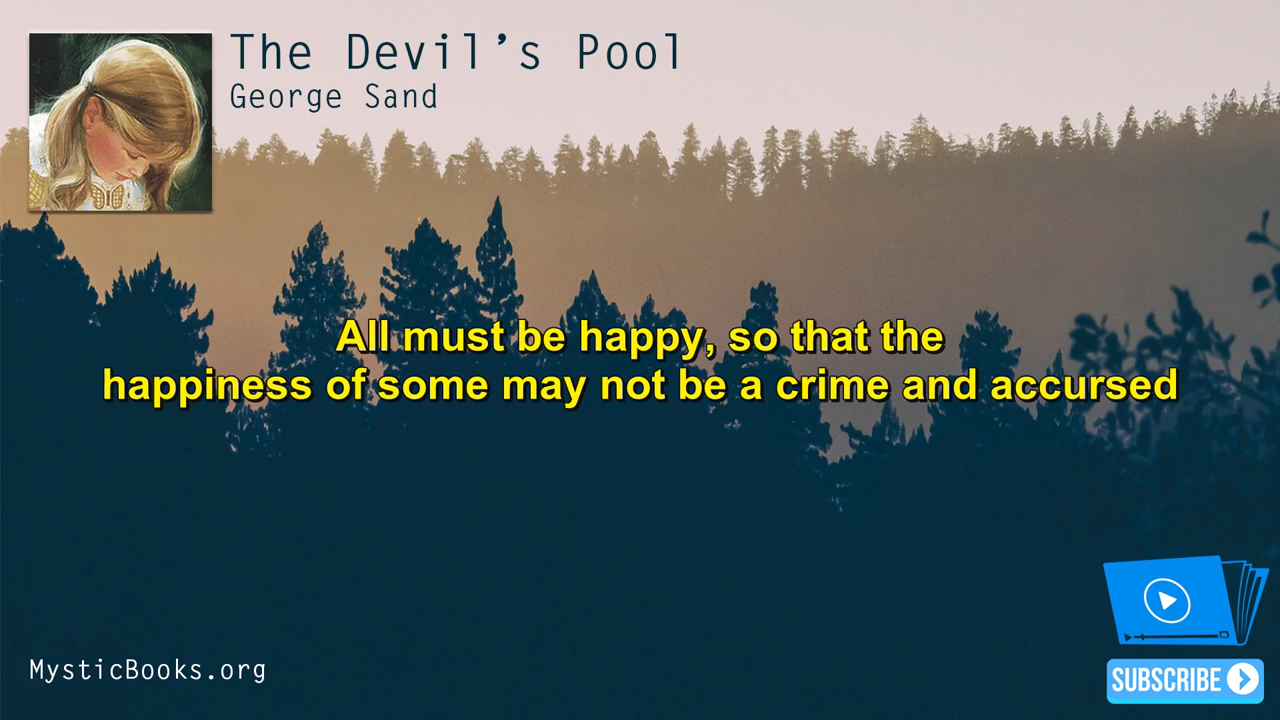 The Devil’s Pool
George Sand
All must be happy, so that the
happiness of some may not be a crime and accursed
MysticBooks.org
SUBSCRIBE